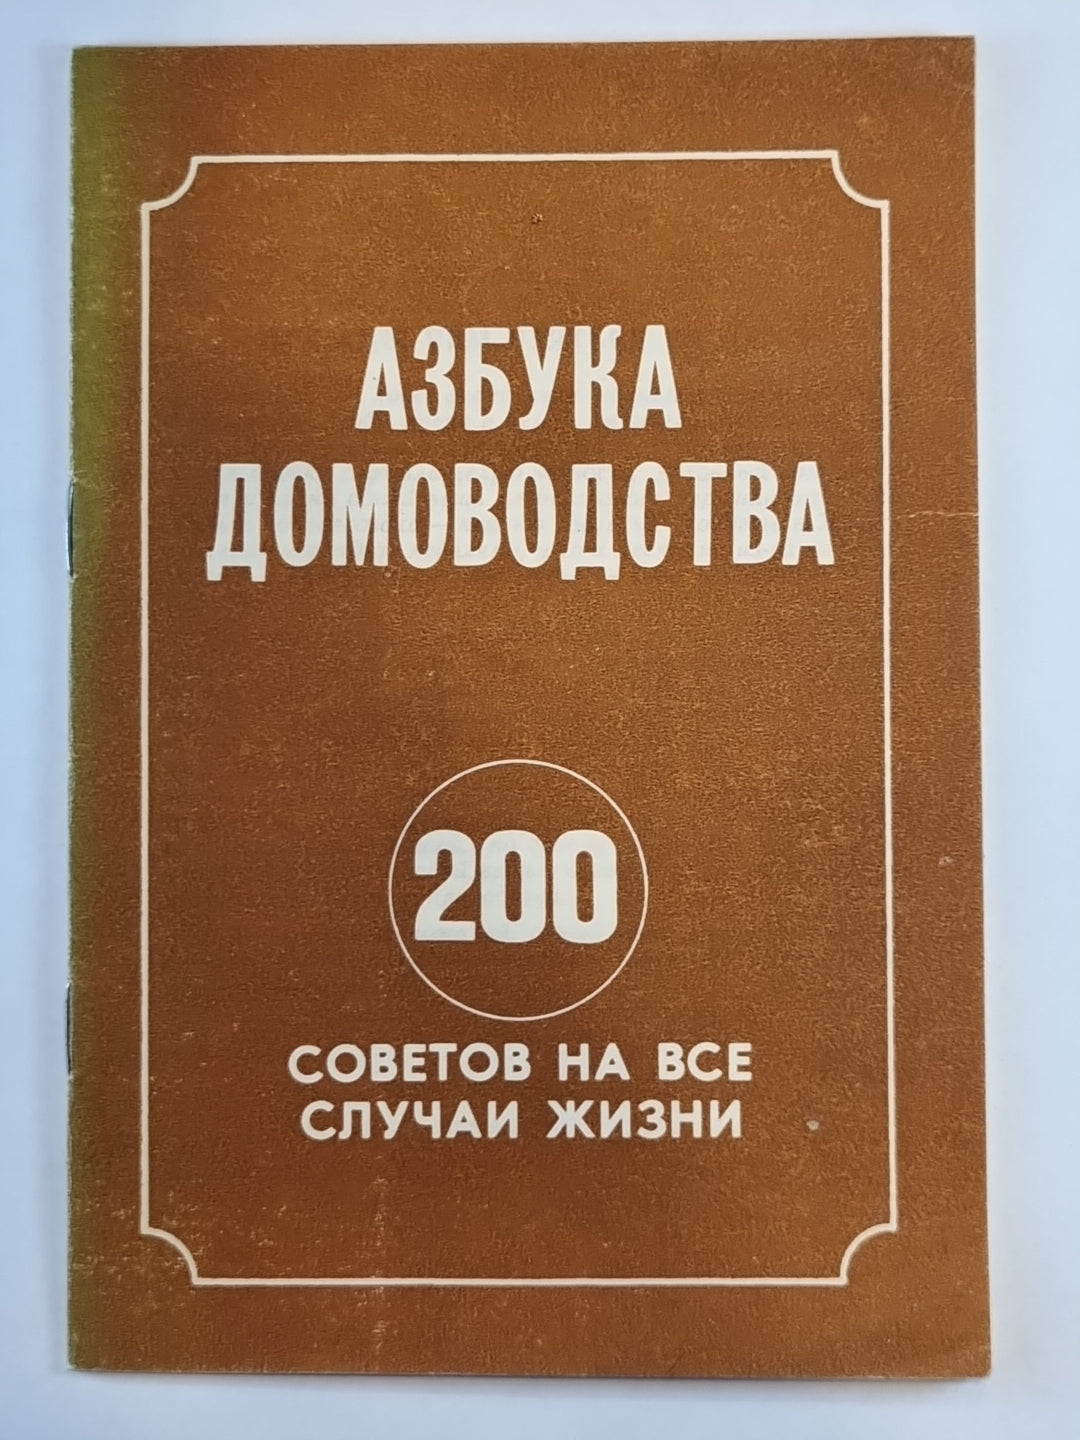 АЗБУКА
ДОМОВОДСТВА
200
СОВЕТОВ НА ВСЕ
СЛУЧАИ ЖИЗНИ